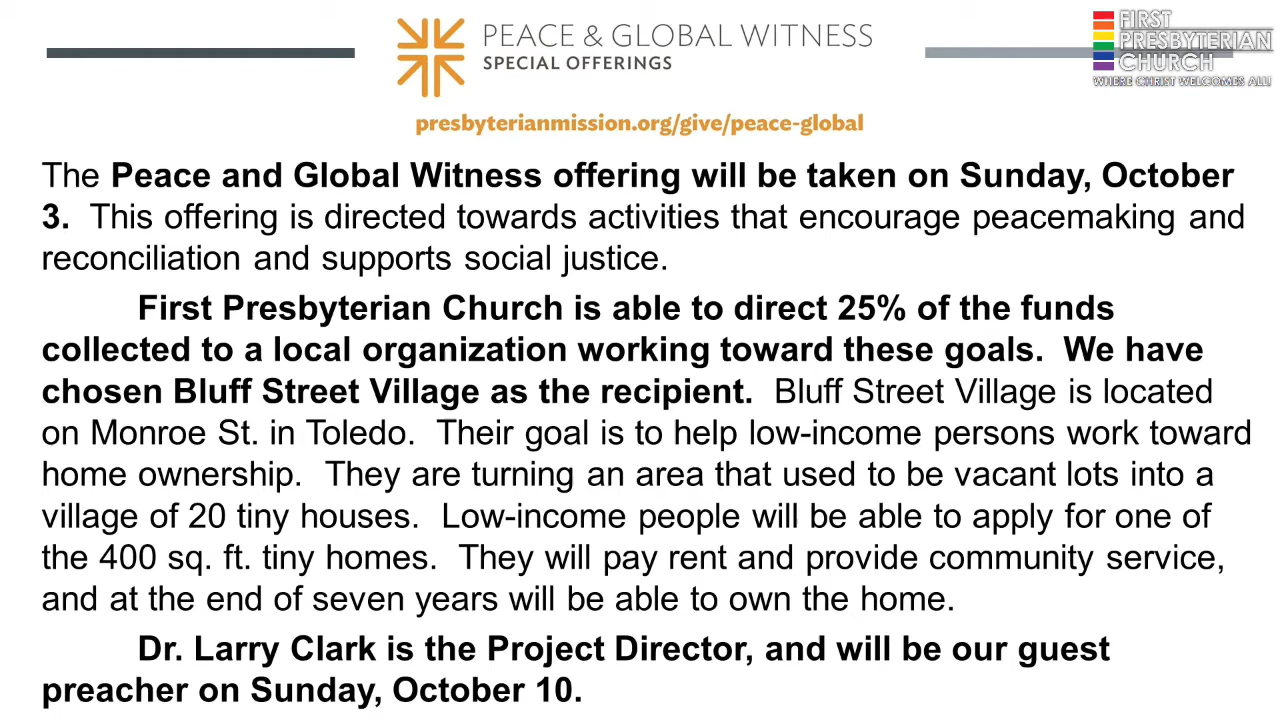 PEACE & GLOBAL WITNESS
SPECIAL OFFERINGS
presbyterianmission.org/give/peace-global
FIRST
PRESBYTERIAN
CHURCH
WHERE CHRIST WELCOMES ALL!
The Peace and Global Witness offering will be taken on Sunday, October
3. This offering is directed towards activities that encourage peacemaking and
reconciliation and supports social justice.
First Presbyterian Church is able to direct 25% of the funds
collected to a local organization working toward these goals. We have
chosen Bluff Street Village as the recipient. Bluff Street Village is located
on Monroe St. in Toledo. Their goal is to help low-income persons work toward
home ownership. They are turning an area that used to be vacant lots into a
village of 20 tiny houses. Low-income people will be able to apply for one of
the 400 sq. ft. tiny homes. They will pay rent and provide community service,
and at the end of seven years will be able to own the home.
Dr. Larry Clark is the Project Director, and will be our guest
preacher on Sunday, October 10.